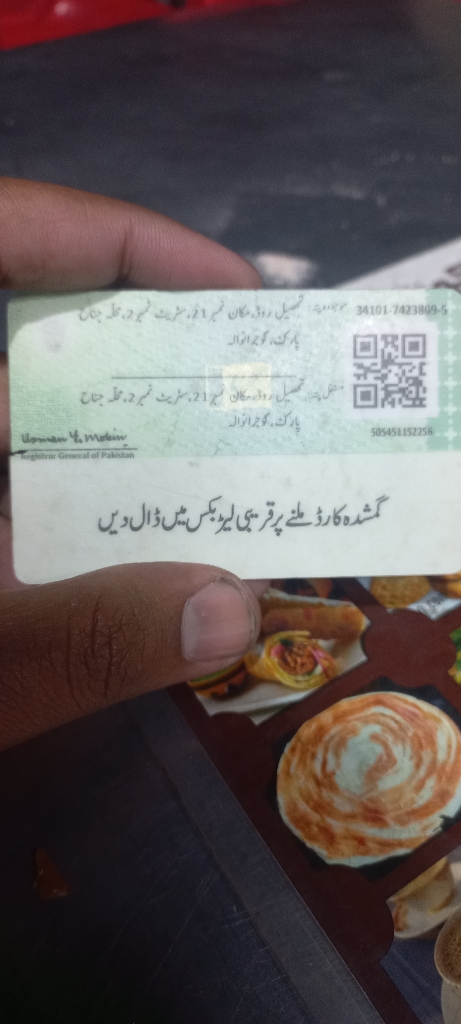 34101-7423809-5
موجودہ پتہ: تحصیل روڈ، مکان نمبر 21، سٹریٹ نمبر 2، محلہ جناح
پارک، گوجرانوالہ
مستقل پتہ: تحصیل روڈ، مکان نمبر 21، سٹریٹ نمبر 2، محلہ جناح
پارک، گوجرانوالہ
505451152256
Usman Y. Mobin
Registrar General of Pakistan
گمشدہ کارڈ ملنے پر قریبی لیٹر بکس میں ڈال دیں